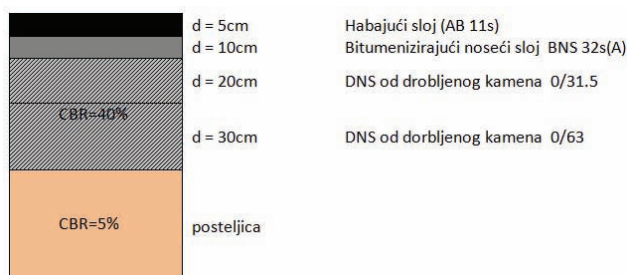 d = 5cm Habajući sloj (AB 11s)
d = 10cm Bitumenizirajući noseći sloj BNS 32s(A)
d = 20cm DNS od drobljenog kamena 0/31.5
CBR=40%
d = 30cm DNS od dorbljenog kamena 0/63
CBR=5% posteljica